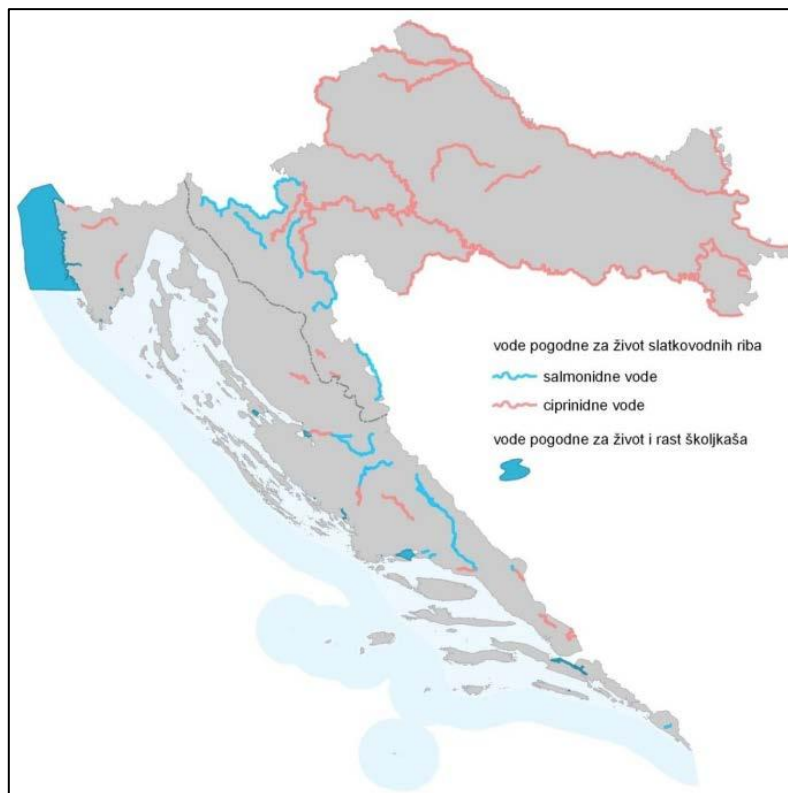 vode pogodne za život slatkovodnih riba
salmonidne vode
ciprinidne vode
vode pogodne za život i rast školjkaša